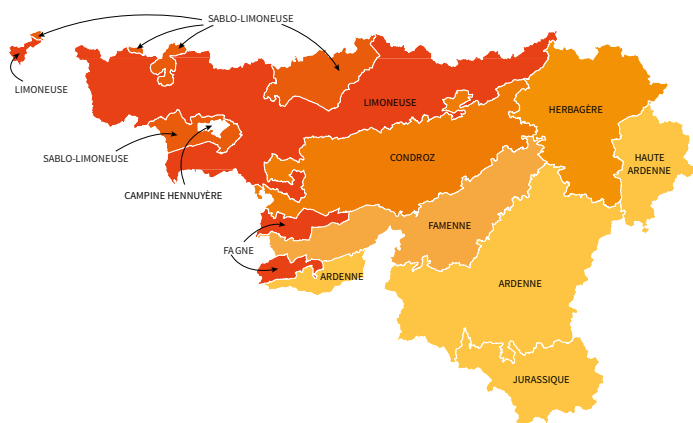 SABLO-LIMONEUSE
LIMONEUSE
LIMONEUSE
HERBAGÈRE
SABLO-LIMONEUSE
CONDROZ
HAUTE
ARDENNE
CAMPINE HENNUYÈRE
FAMENNE
FAGNE
ARDENNE
ARDENNE
JURASSIQUE